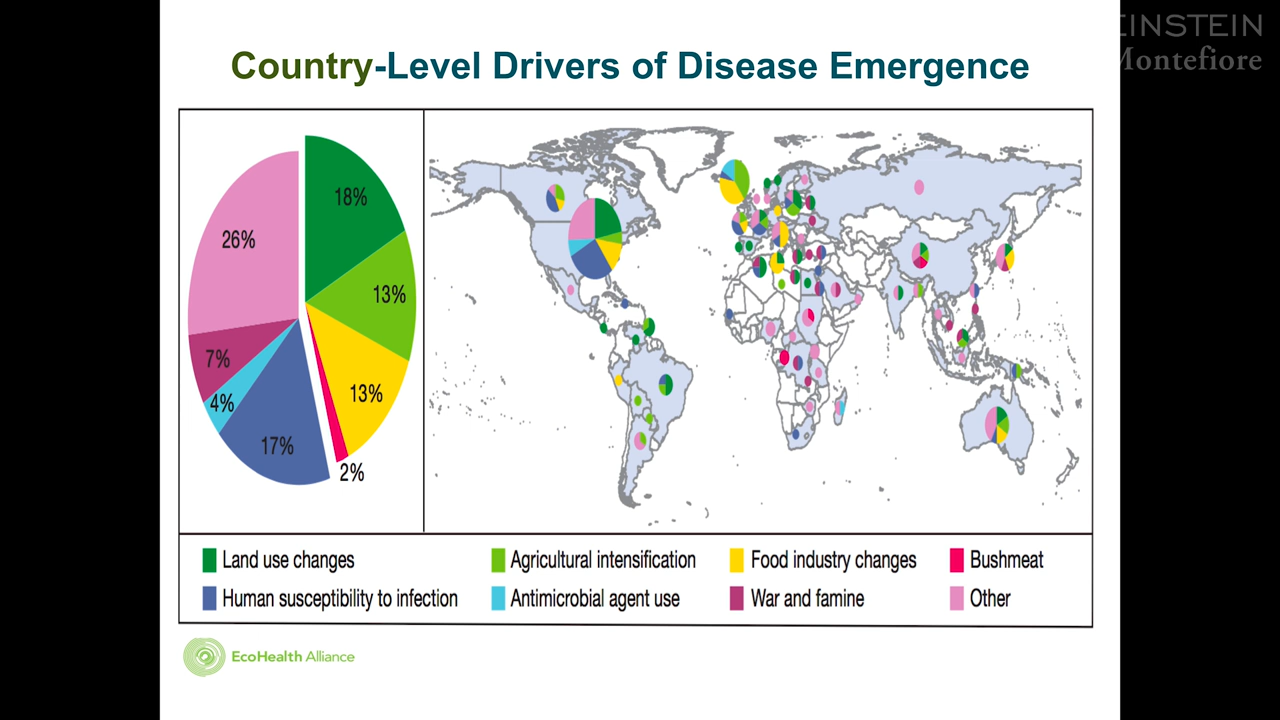 EINSTEIN
Montefiore
Country-Level Drivers of Disease Emergence
18%
26%
13%
7%
13%
4%
17%
2%
Land use changes
Agricultural intensification
Food industry changes
Bushmeat
Human susceptibility to infection
Antimicrobial agent use
War and famine
Other
EcoHealth Alliance